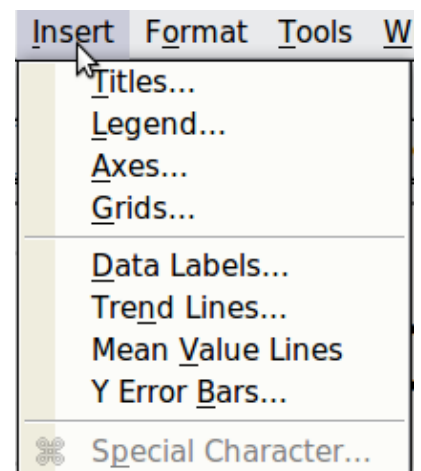 Insert Format Tools W
Titles...
Legend...
Axes...
Grids...
Data Labels...
Trend Lines...
Mean Value Lines
Y Error Bars...
Special Character...